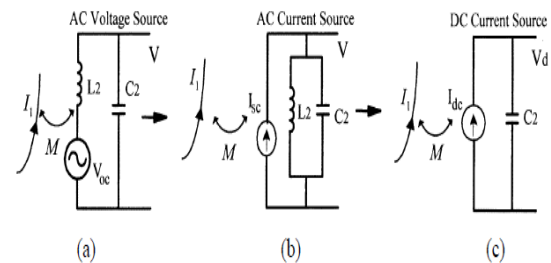 AC Voltage Source
V
L2
C2
I1
M
Voc
(a)
AC Current Source
V
I1
Isc
L2
C2
M
(b)
DC Current Source
Vd
I1
Idc
C2
M
(c)